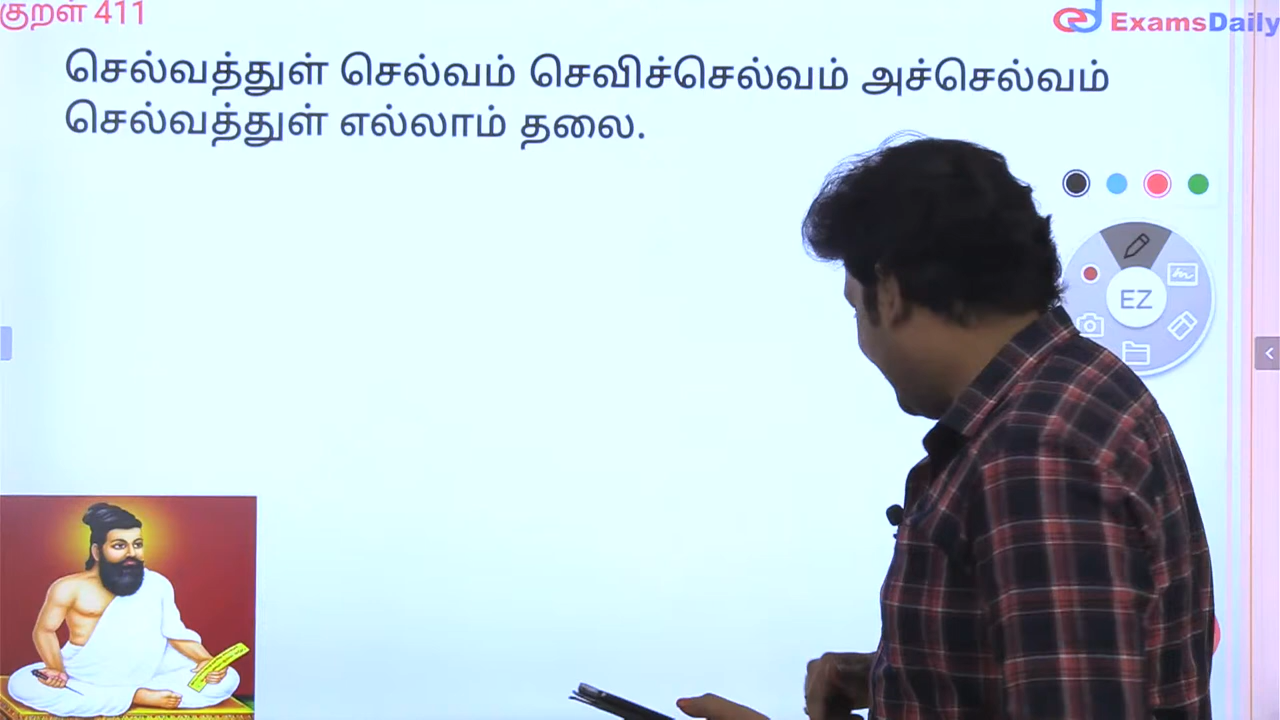 குறள் 411
ExamsDaily
செல்வத்துள் செல்வம் செவிச்செல்வம் அச்செல்வம்
செல்வத்துள் எல்லாம் தலை.
EZ